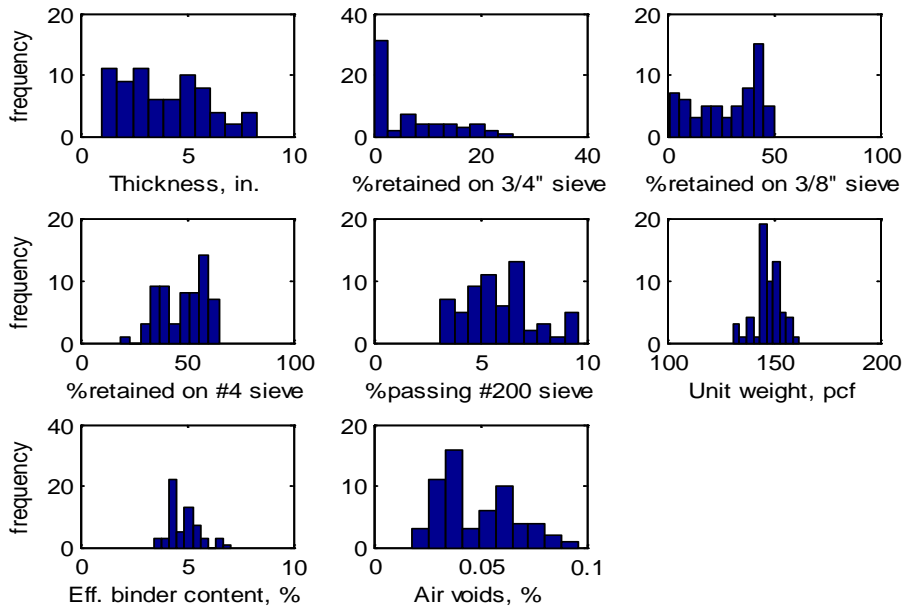 20
10
0
frequency
0 5 10
Thickness, in.
40
20
0
0 20 40
%retained on 3/4" sieve
20
10
0
0 50 100
%retained on 3/8" sieve
20
10
0
frequency
0 50 100
%retained on #4 sieve
20
10
0
0 5 10
%passing #200 sieve
20
10
0
100 150 200
Unit weight, pcf
40
20
0
frequency
0 5 10
Eff. binder content, %
20
10
0
0 0.05 0.1
Air voids, %